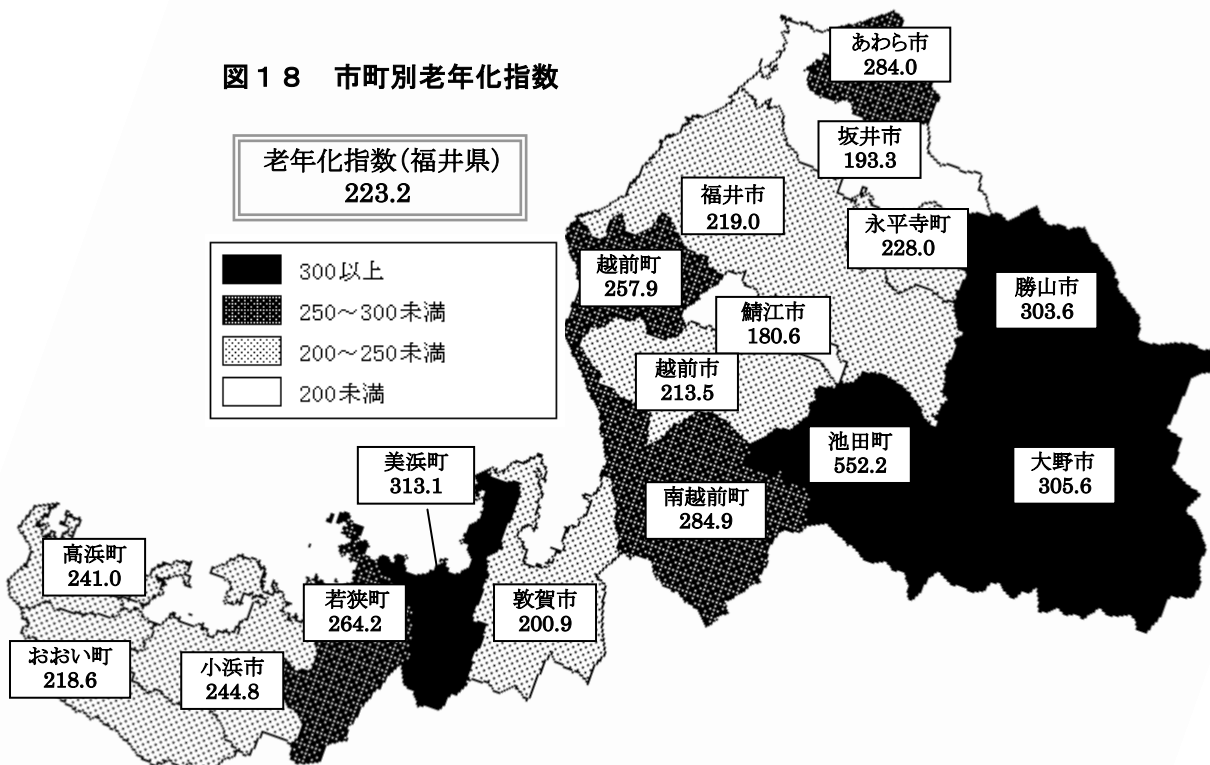 図１８　市町別老年化指数
老年化指数（福井県）
223.2
300以上
250～300未満
200～250未満
200未満
あわら市
284.0
坂井市
193.3
福井市
219.0
永平寺町
228.0
越前町
257.9
勝山市
303.6
鯖江市
180.6
越前市
213.5
池田町
552.2
大野市
305.6
美浜町
313.1
南越前町
284.9
高浜町
241.0
若狭町
264.2
敦賀市
200.9
おおい町
218.6
小浜市
244.8